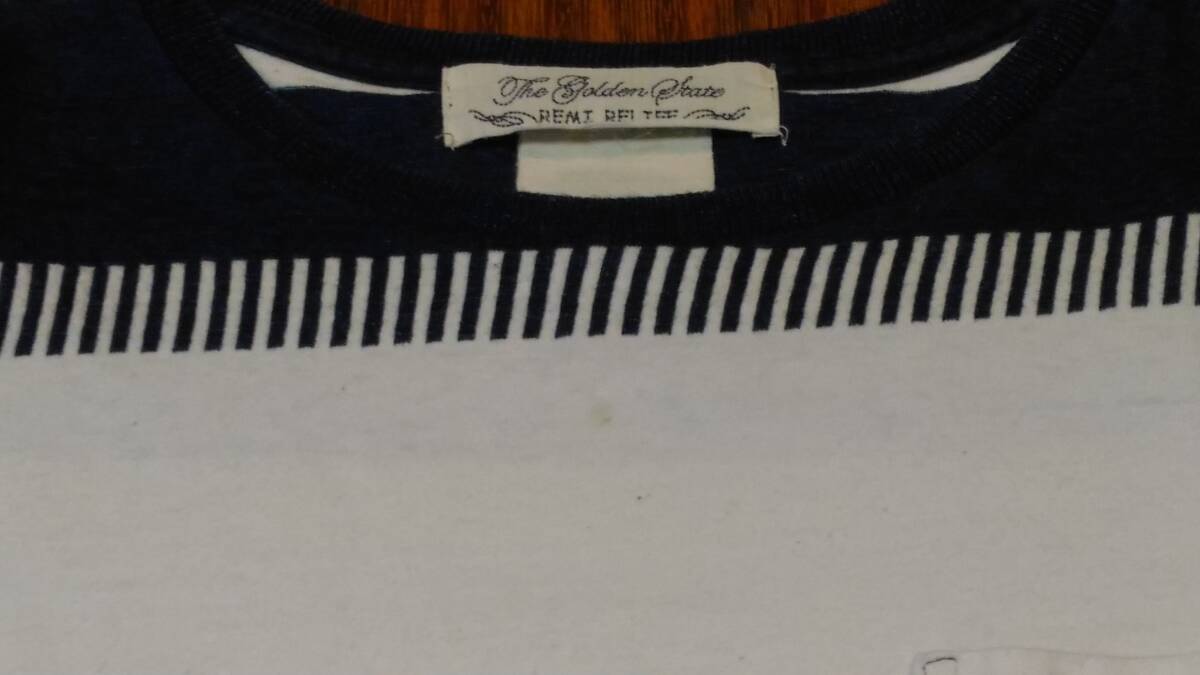 The Golden State
REMI RELIEF